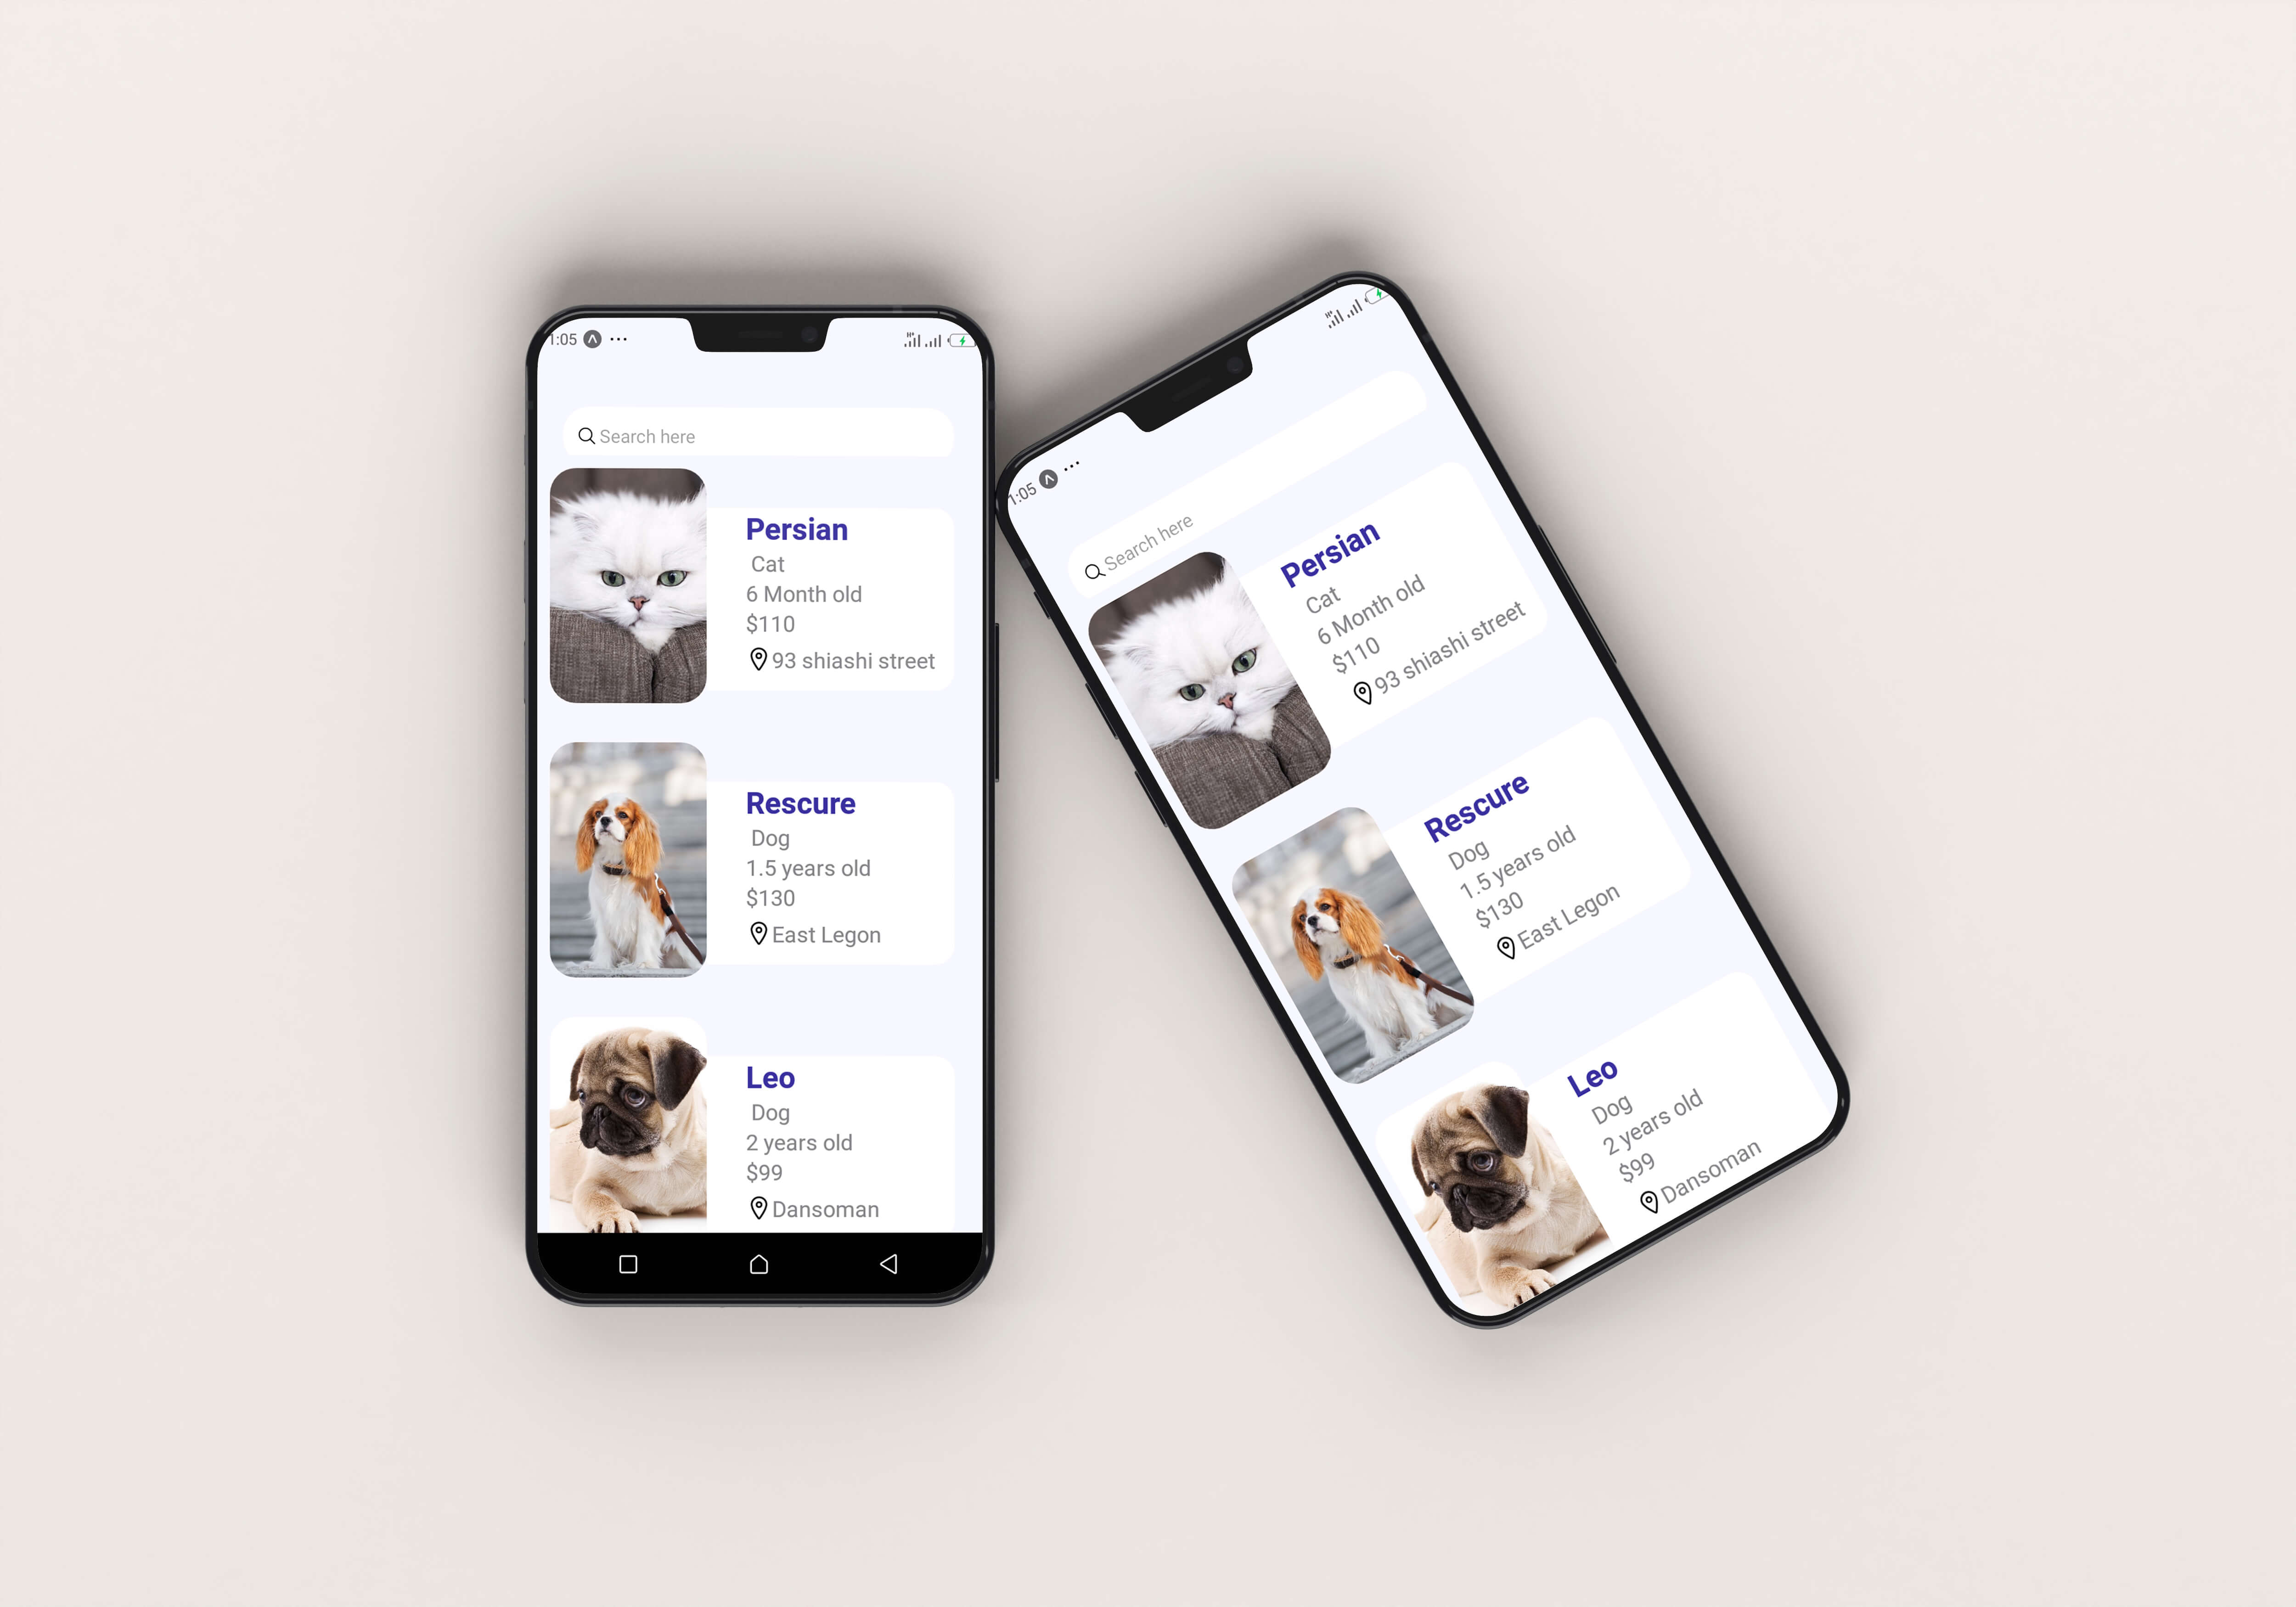 1:05
Search here
Persian
Cat
6 Month old
$110
93 shiashi street
Rescure
Dog
1.5 years old
$130
East Legon
Leo
Dog
2 years old
$99
Dansoman
1:05
Search here
Persian
Cat
6 Month old
$110
93 shiashi street
Rescure
Dog
1.5 years old
$130
East Legon
Leo
Dog
2 years old
$99
Dansoman